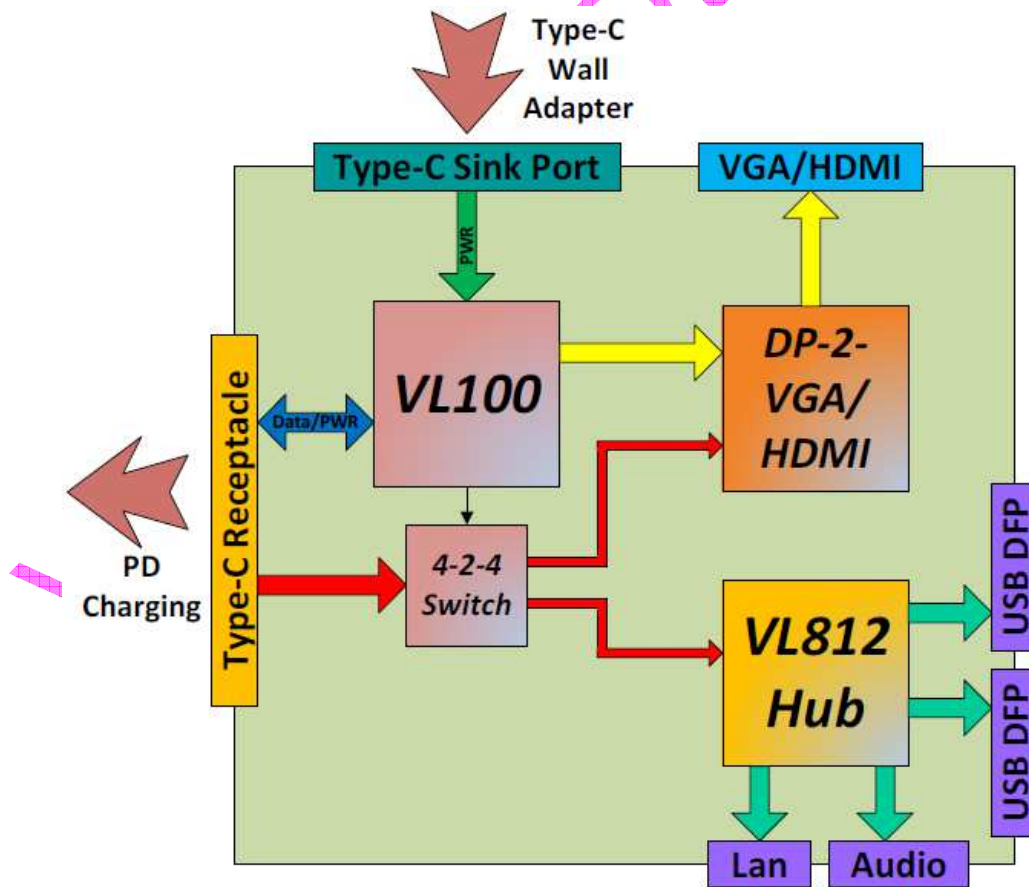 Type-C
Wall
Adapter
Type-C Sink Port
VGA/HDMI
PWR
VL100
DP-2-
VGA/
HDMI
Data/PWR
Type-C Receptacle
PD
Charging
4-2-4
Switch
VL812
Hub
USB DFP
USB DFP
Lan
Audio